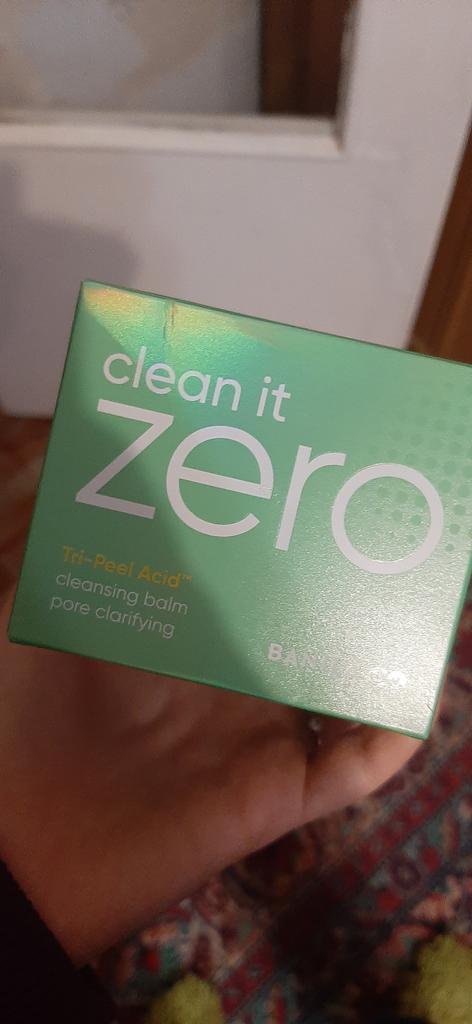 clean it
zero
Tri-Peel Acid™
cleansing balm
pore clarifying